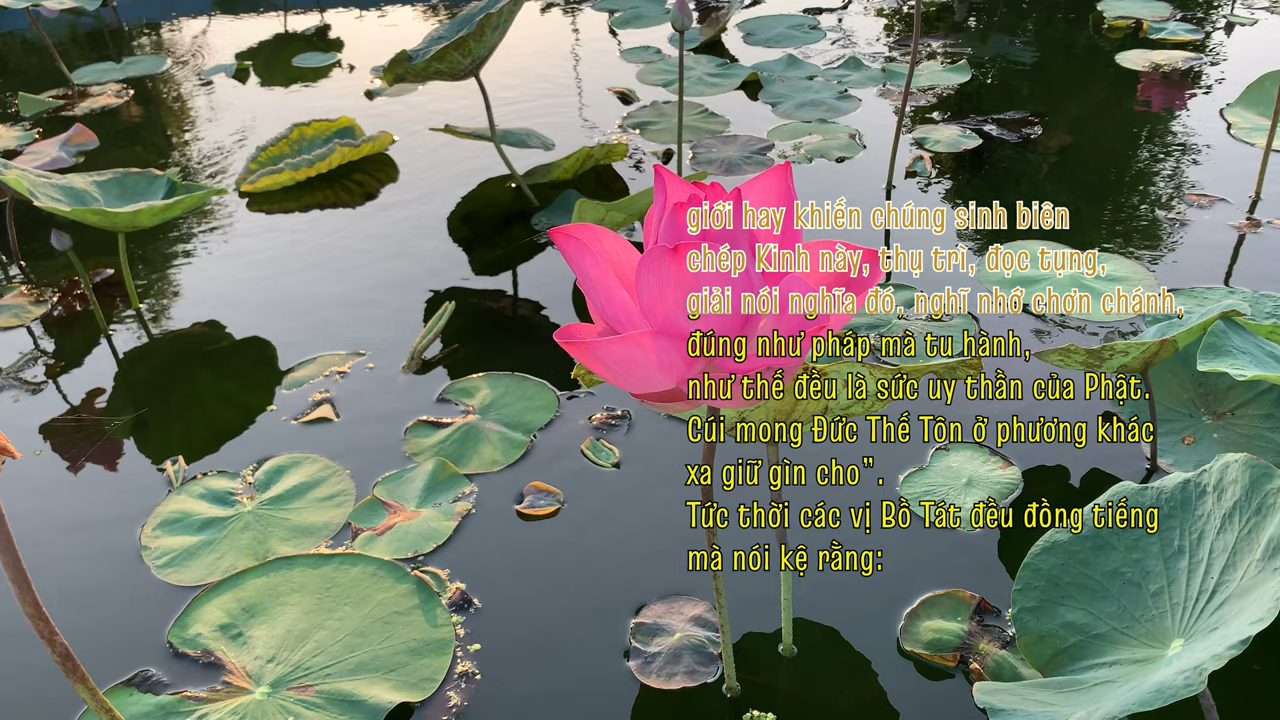 giới hay khiến chúng sinh biên
chép Kinh này, thụ trì, đọc tụng,
giải nói nghĩa đó, nghĩ nhớ chơn chánh,
đúng như pháp mà tu hành,
như thế đều là sức uy thần của Phật.
Cúi mong Đức Thế Tôn ở phương khác
xa giữ gìn cho”.
Tức thời các vị Bồ Tát đều đồng tiếng
mà nói kệ rằng: